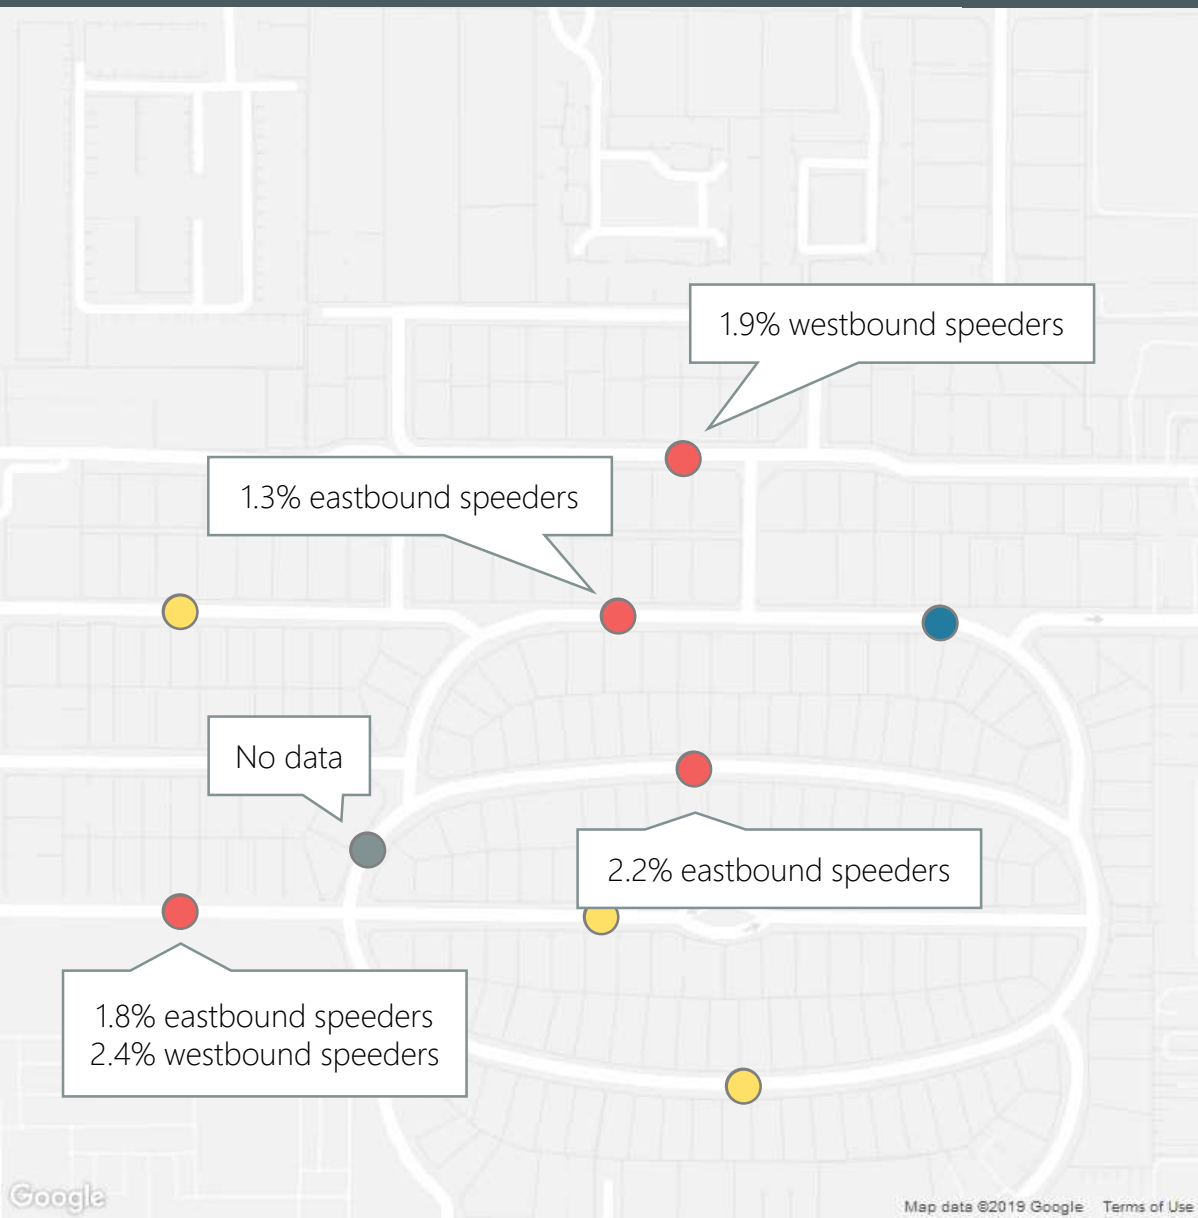 1.9% westbound speeders
1.3% eastbound speeders
No data
2.2% eastbound speeders
1.8% eastbound speeders
2.4% westbound speeders
Google
Map data ©2019 Google Terms of Use